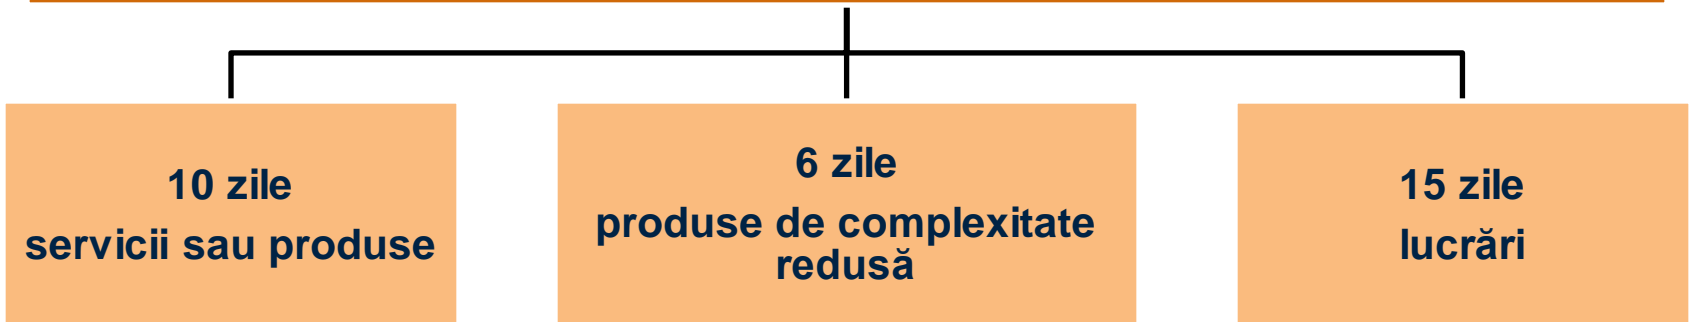 10 zile
servicii sau produse
6 zile
produse de complexitate
redusă
15 zile
lucrări